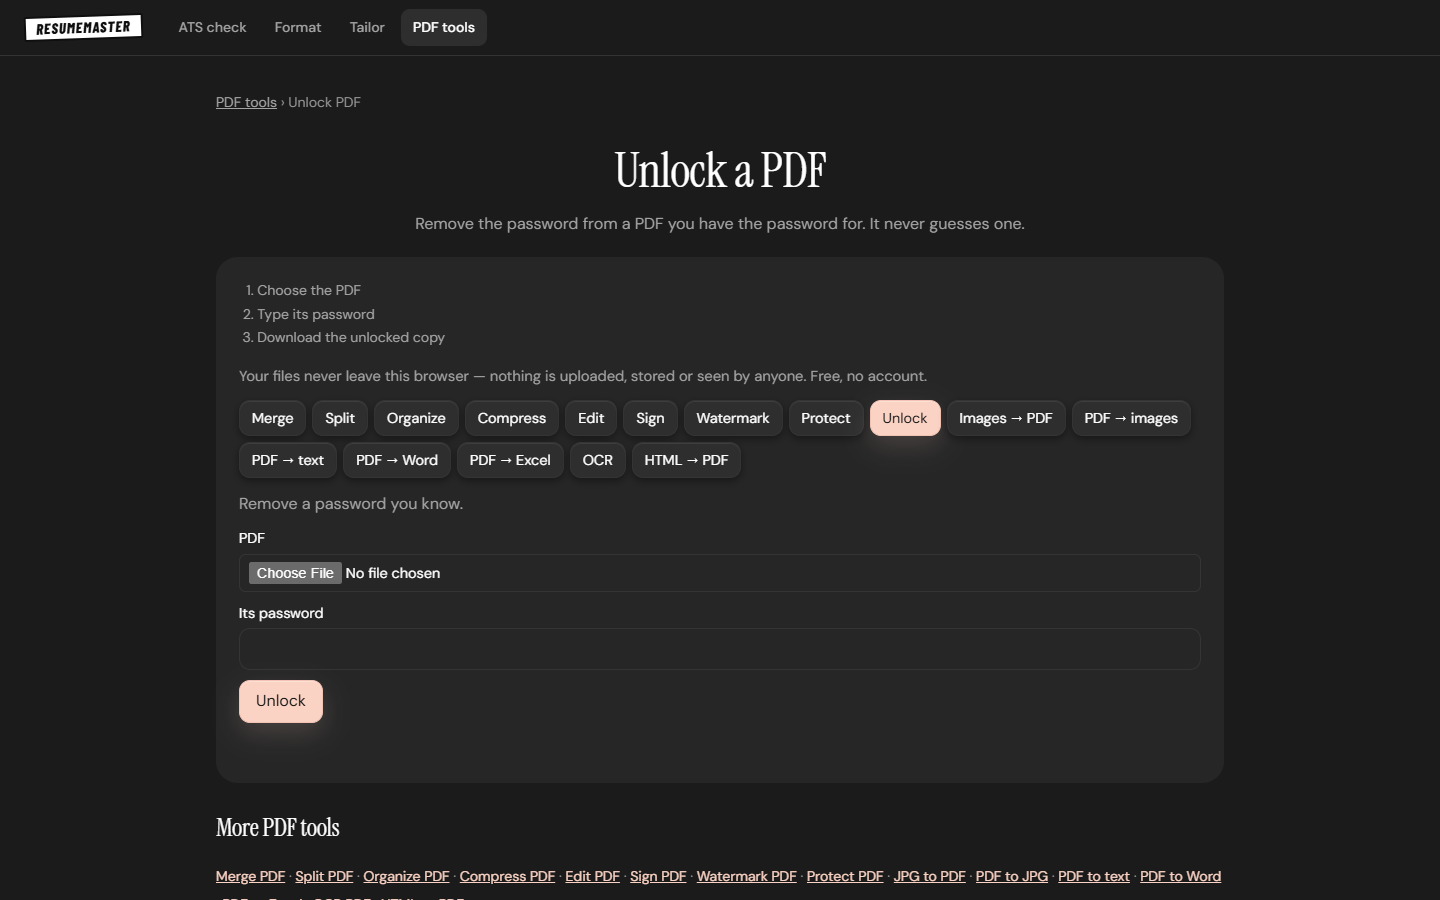 RESUMEMASTER ATS check Format Tailor PDF tools
PDF tools › Unlock PDF
Unlock a PDF
Remove the password from a PDF you have the password for. It never guesses one.
1. Choose the PDF
2. Type its password
3. Download the unlocked copy
Your files never leave this browser — nothing is uploaded, stored or seen by anyone. Free, no account.
Merge Split Organize Compress Edit Sign Watermark Protect Unlock Images → PDF PDF → images
PDF → text PDF → Word PDF → Excel OCR HTML → PDF
Remove a password you know.
PDF
Choose File No file chosen
Its password
Unlock
More PDF tools
Merge PDF · Split PDF · Organize PDF · Compress PDF · Edit PDF · Sign PDF · Watermark PDF · Protect PDF · JPG to PDF · PDF to JPG · PDF to text · PDF to Word